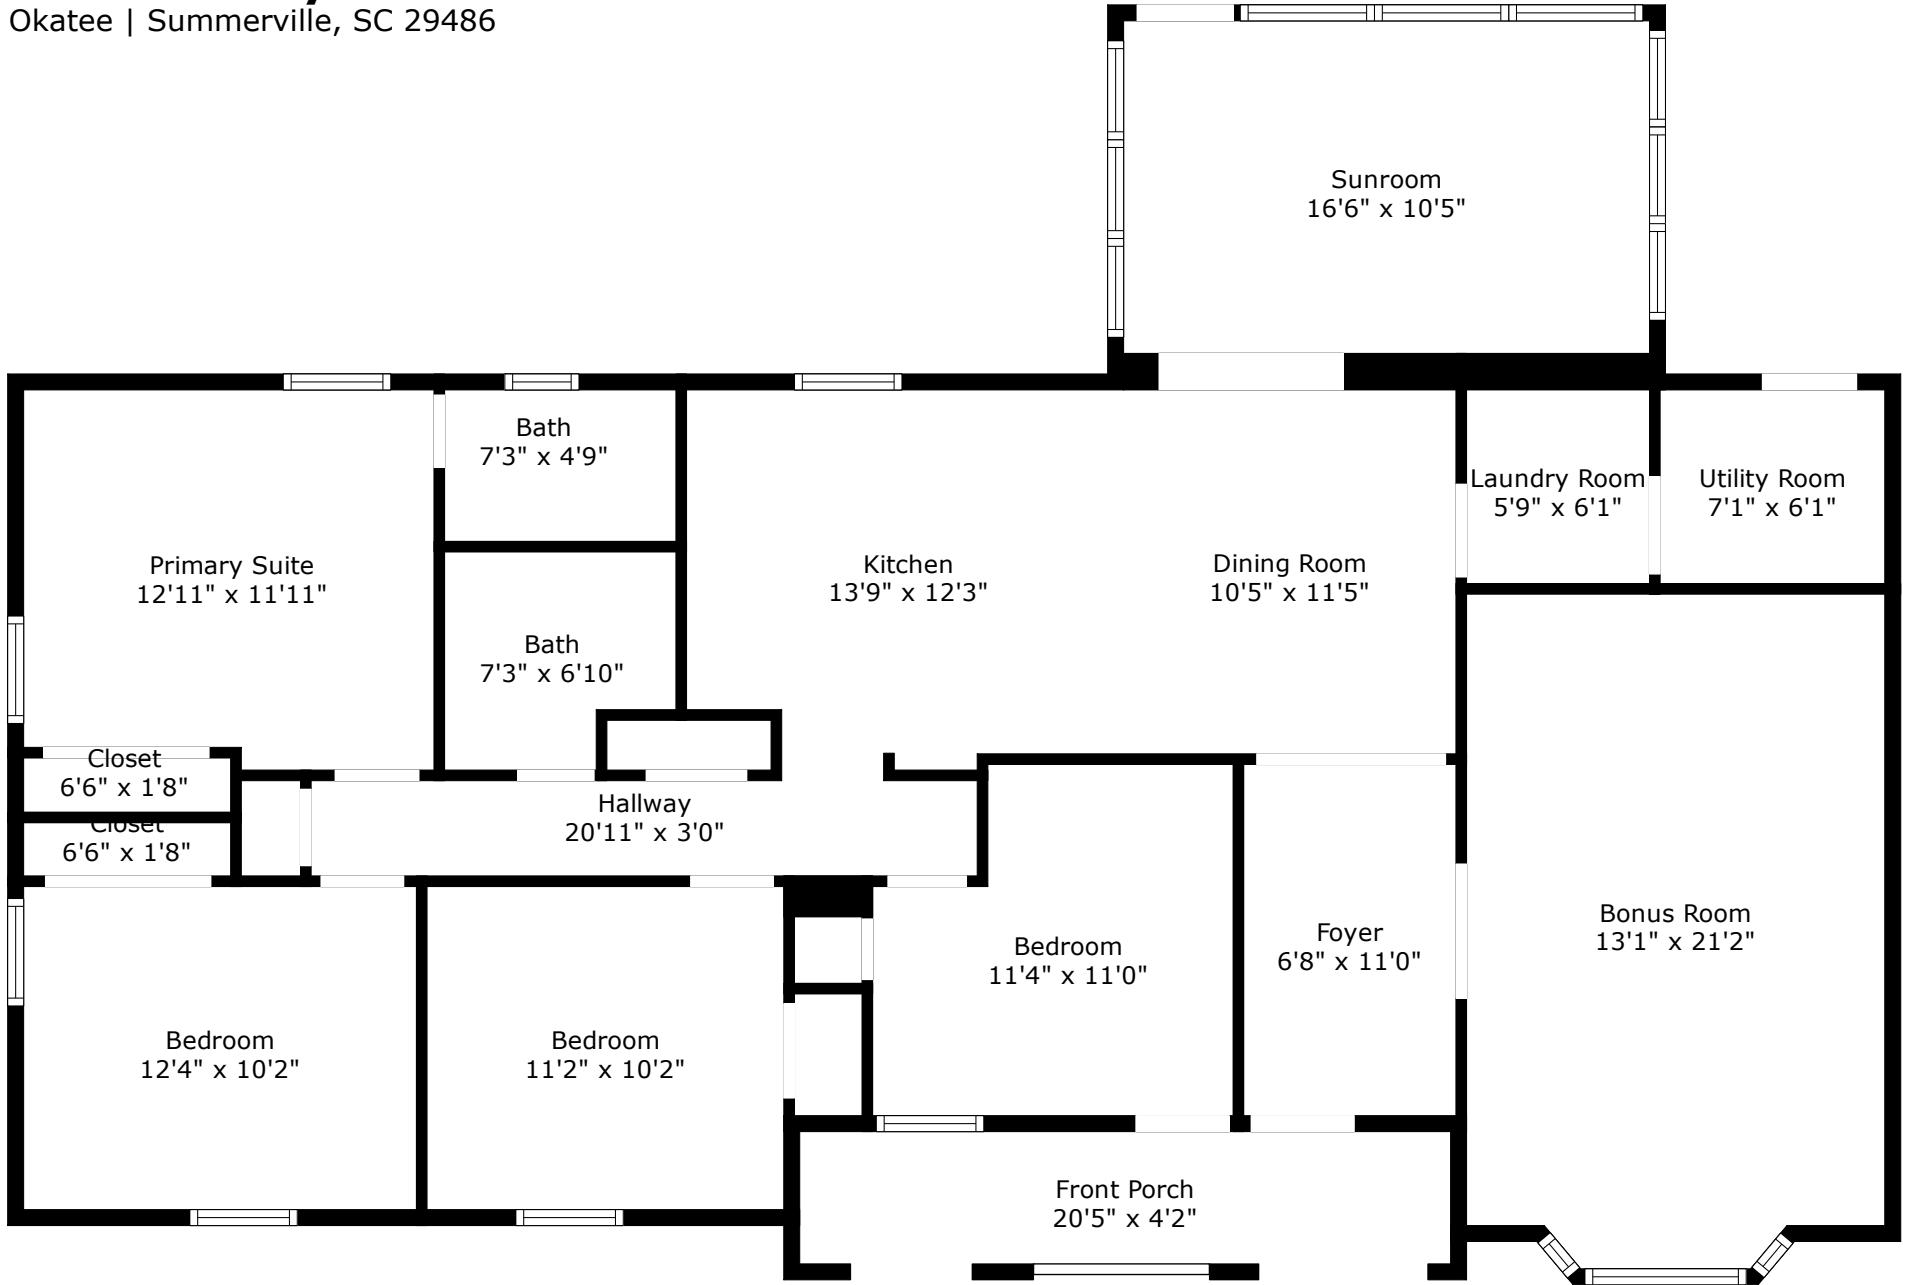 Okatee | Summerville, SC 29486
Sunroom
16'6" x 10'5"
Bath
7'3" x 4'9"
Laundry Room
5'9" x 6'1"
Utility Room
7'1" x 6'1"
Primary Suite
12'11" x 11'11"
Kitchen
13'9" x 12'3"
Dining Room
10'5" x 11'5"
Bath
7'3" x 6'10"
Closet
6'6" x 1'8"
Closet
6'6" x 1'8"
Hallway
20'11" x 3'0"
Bedroom
11'4" x 11'0"
Foyer
6'8" x 11'0"
Bonus Room
13'1" x 21'2"
Bedroom
12'4" x 10'2"
Bedroom
11'2" x 10'2"
Front Porch
20'5" x 4'2"